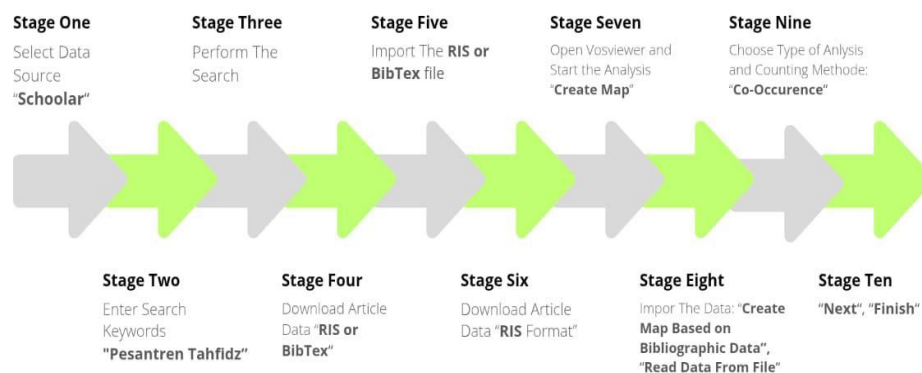 Stage One
Select Data
Source
“Schoolar“
Stage Two
Enter Search
Keywords
"Pesantren Tahfidz”
Stage Three
Perform The
Search
Stage Four
Download Article
Data “RIS or
BibTex“
Stage Five
Import The RIS or
BibTex file
Stage Six
Download Article
Data “RIS Format”
Stage Seven
Open Vosviewer and
Start the Analysis
“Create Map”
Stage Eight
Impor The Data: “Create
Map Based on
Bibliographic Data”,
“Read Data From File”
Stage Nine
Choose Type of Anlysis
and Counting Methode:
“Co-Occurence“
Stage Ten
“Next“, “Finish“